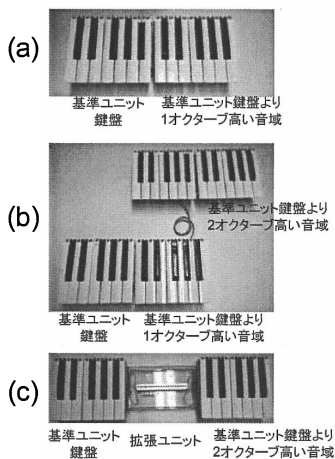 (a)
基準ユニット
鍵盤
基準ユニット鍵盤より
1オクターブ高い音域
(b)
基準ユニット鍵盤より
2オクターブ高い音域
基準ユニット
鍵盤
基準ユニット鍵盤より
1オクターブ高い音域
(c)
基準ユニット
鍵盤
拡張ユニット
基準ユニット鍵盤より
2オクターブ高い音域